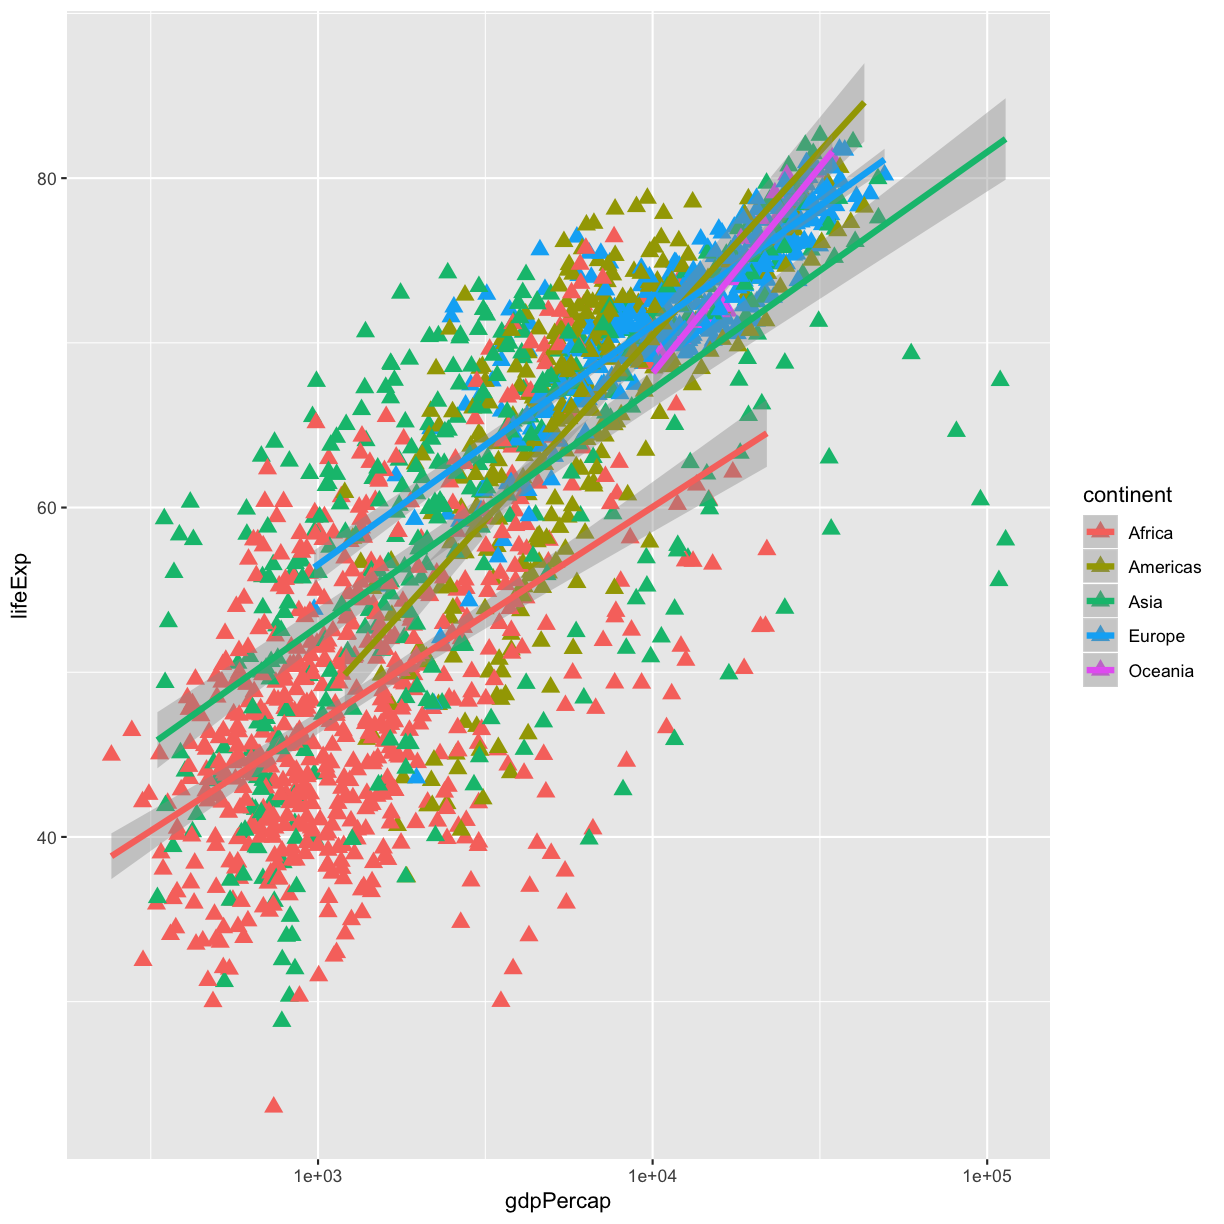 lifeExp
80
60
40
1e+03
1e+04
1e+05
gdpPercap
continent
Africa
Americas
Asia
Europe
Oceania